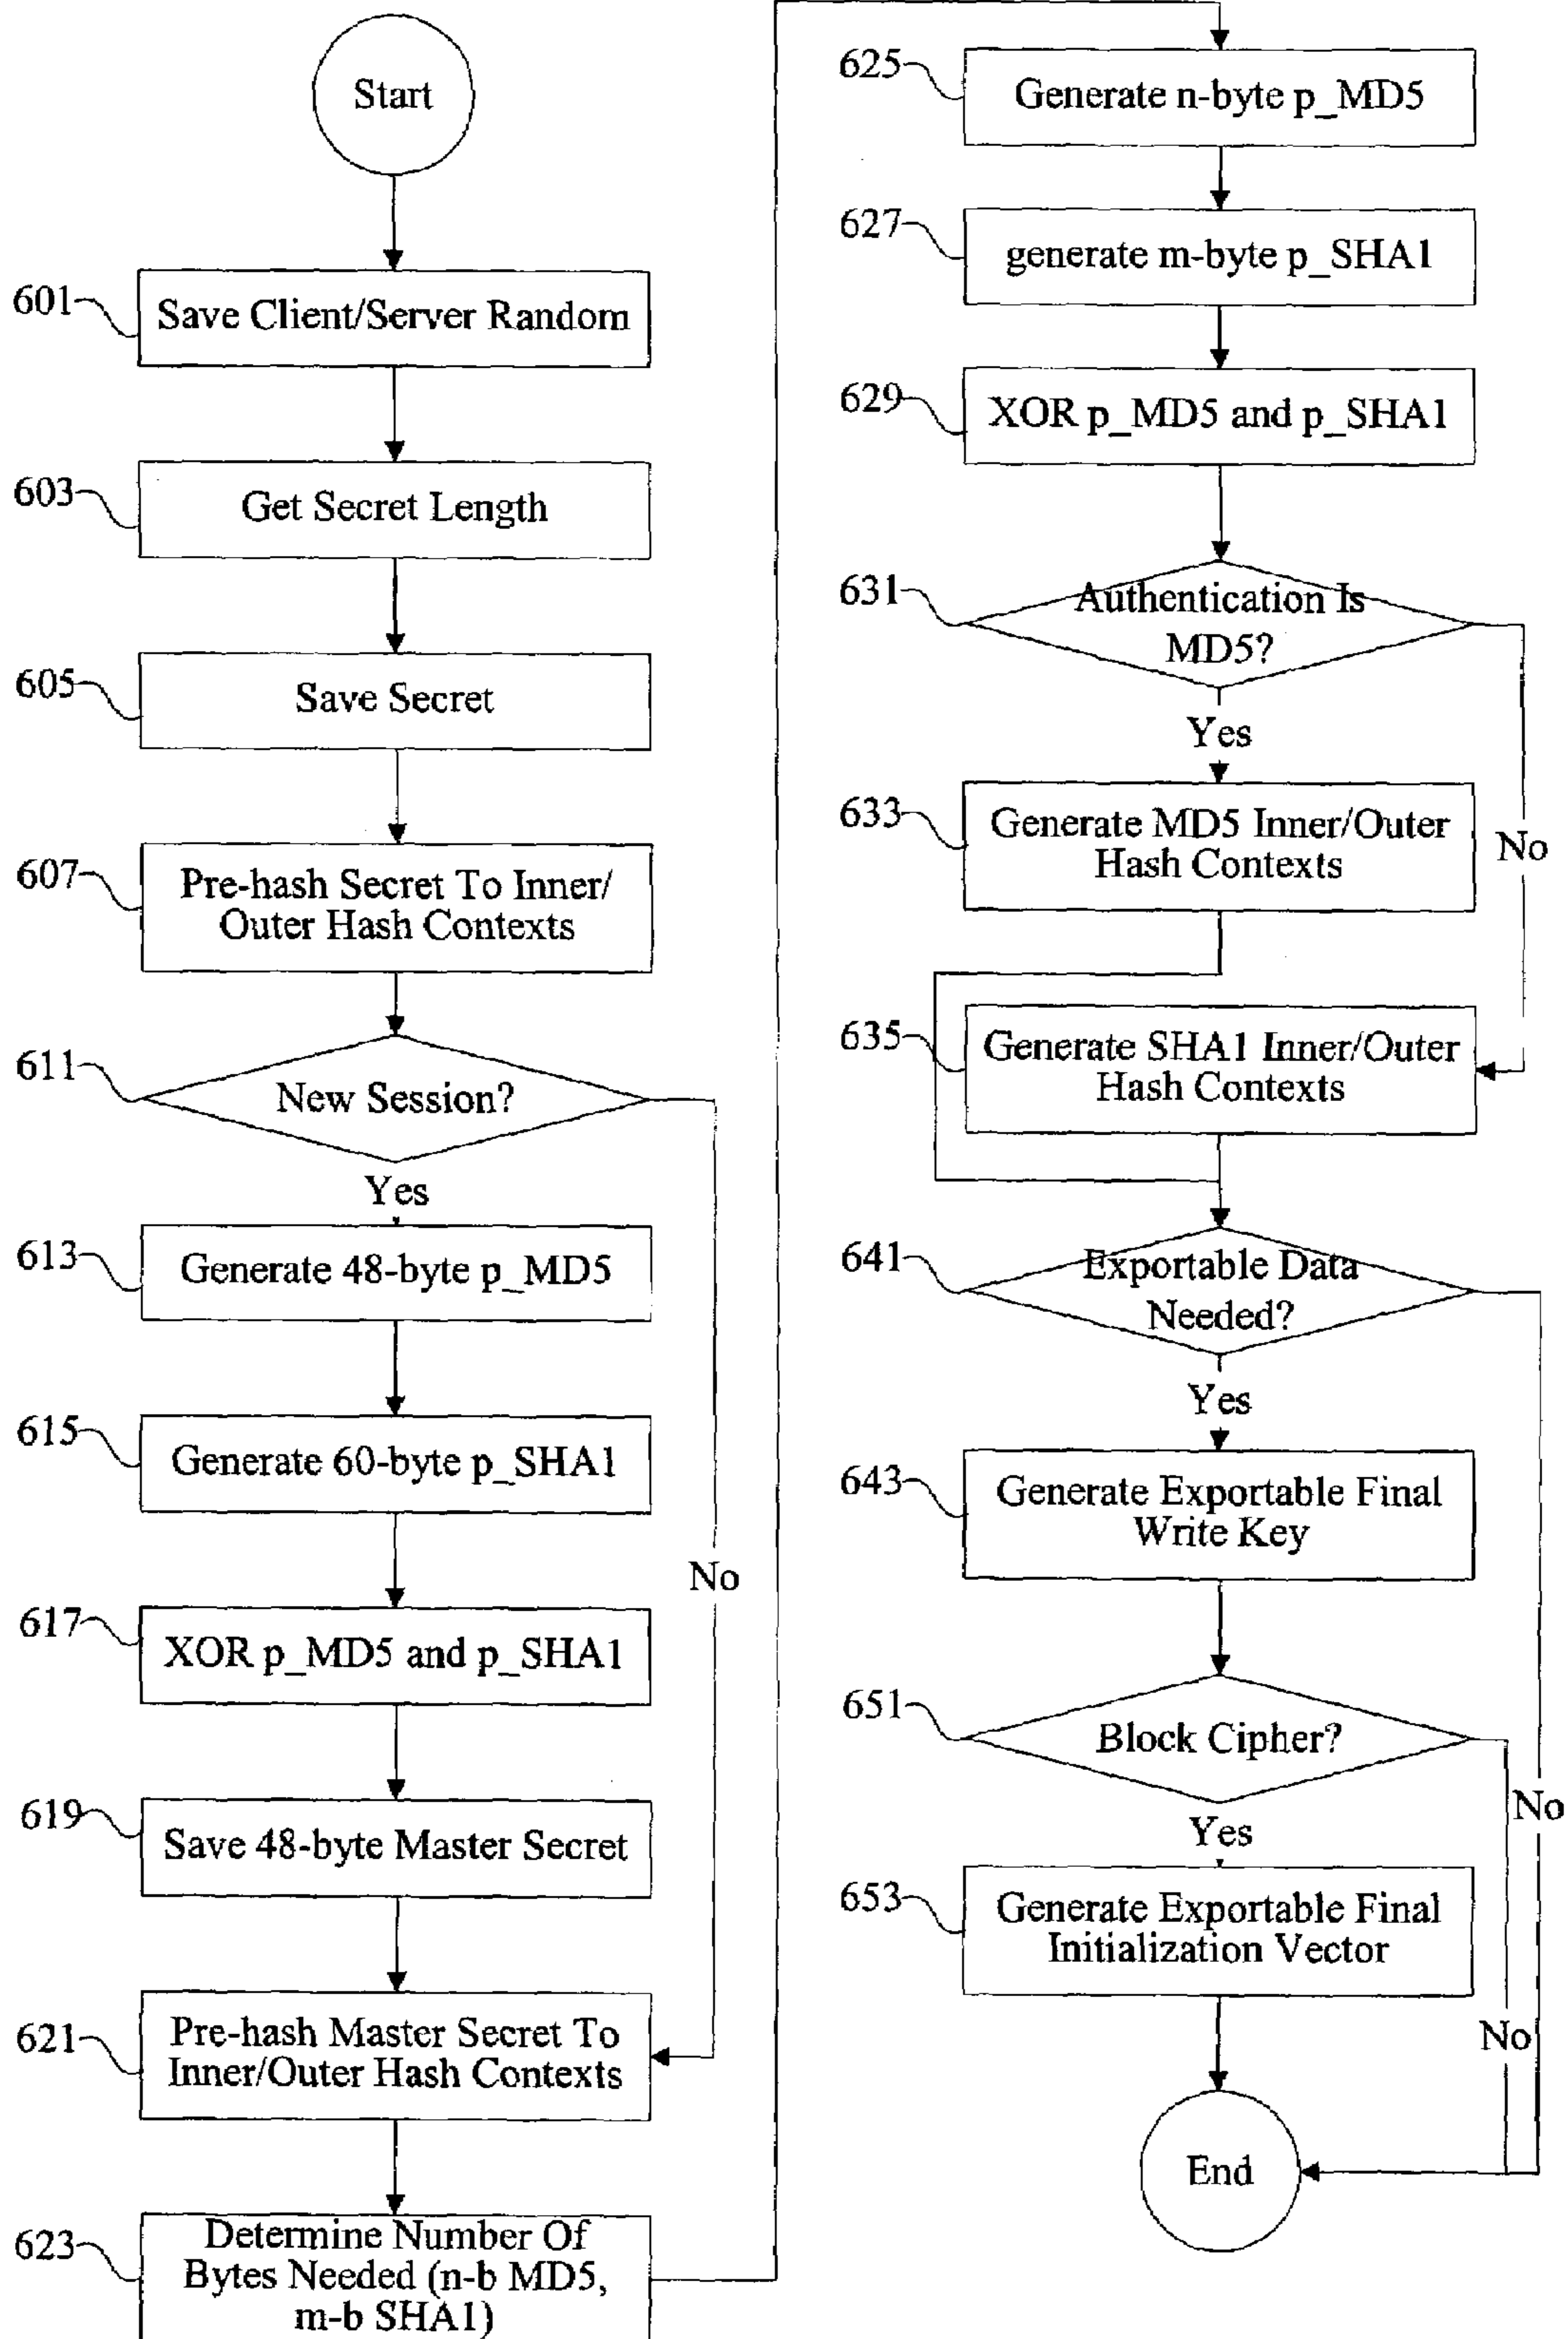 Start
601
Save Client/Server Random
603
Get Secret Length
605
Save Secret
607
Pre-hash Secret To Inner/
Outer Hash Contexts
611
New Session?
Yes
No
613
Generate 48-byte p_MD5
615
Generate 60-byte p_SHA1
617
XOR p_MD5 and p_SHA1
619
Save 48-byte Master Secret
621
Pre-hash Master Secret To
Inner/Outer Hash Contexts
623
Determine Number Of
Bytes Needed (n-b MD5,
m-b SHA1)
625
Generate n-byte p_MD5
627
generate m-byte p_SHA1
629
XOR p_MD5 and p_SHA1
631
Authentication Is
MD5?
Yes
No
633
Generate MD5 Inner/Outer
Hash Contexts
635
Generate SHA1 Inner/Outer
Hash Contexts
641
Exportable Data
Needed?
Yes
No
643
Generate Exportable Final
Write Key
651
Block Cipher?
Yes
No
653
Generate Exportable Final
Initialization Vector
End